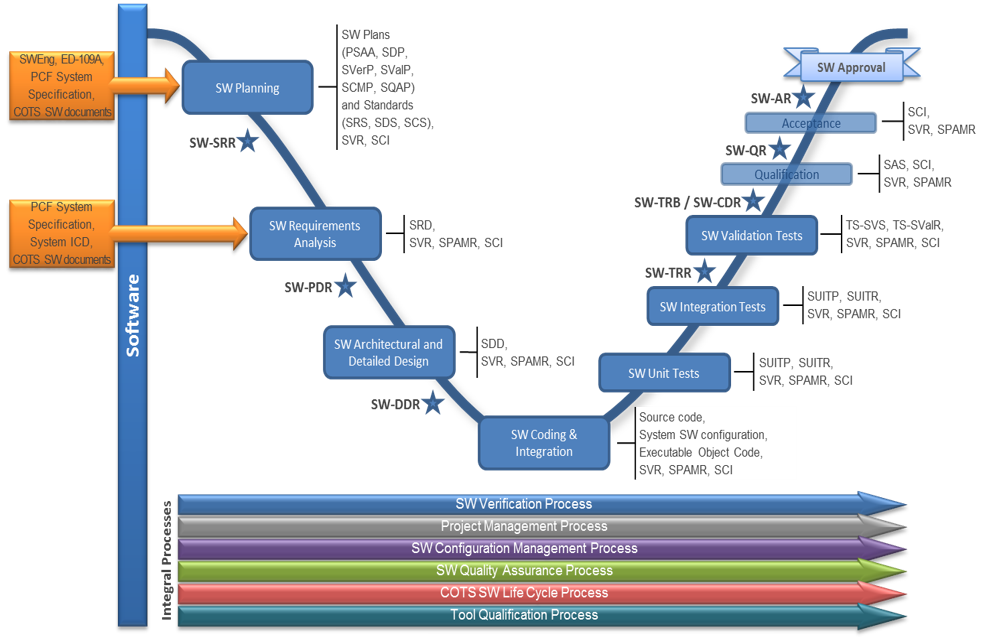 SWEng, ED-109A,
PCF System
Specification,
COTS SW documents
SW Planning
SW Plans
(PSAA, SDP,
SVerP, SValP,
SCMP, SQAP)
and Standards
(SRS, SDS, SCS),
SVR, SCI
SW-SRR
PCF System
Specification,
System ICD,
COTS SW documents
SW Requirements
Analysis
SRD,
SVR, SPAMR, SCI
SW-PDR
SW Architectural and
Detailed Design
SDD,
SVR, SPAMR, SCI
SW-DDR
SW Coding &
Integration
Source code,
System SW configuration,
Executable Object Code,
SVR, SPAMR, SCI
SW Unit Tests
SUITP, SUITR,
SVR, SPAMR, SCI
SW Integration Tests
SUITP, SUITR,
SVR, SPAMR, SCI
SW-TRR
SW Validation Tests
TS-SVS, TS-SValR,
SVR, SPAMR, SCI
SW-TRB / SW-CDR
Qualification
SAS, SCI,
SVR, SPAMR
SW-QR
Acceptance
SCI,
SVR, SPAMR
SW-AR
SW Approval
Software
Integral Processes
SW Verification Process
Project Management Process
SW Configuration Management Process
SW Quality Assurance Process
COTS SW Life Cycle Process
Tool Qualification Process